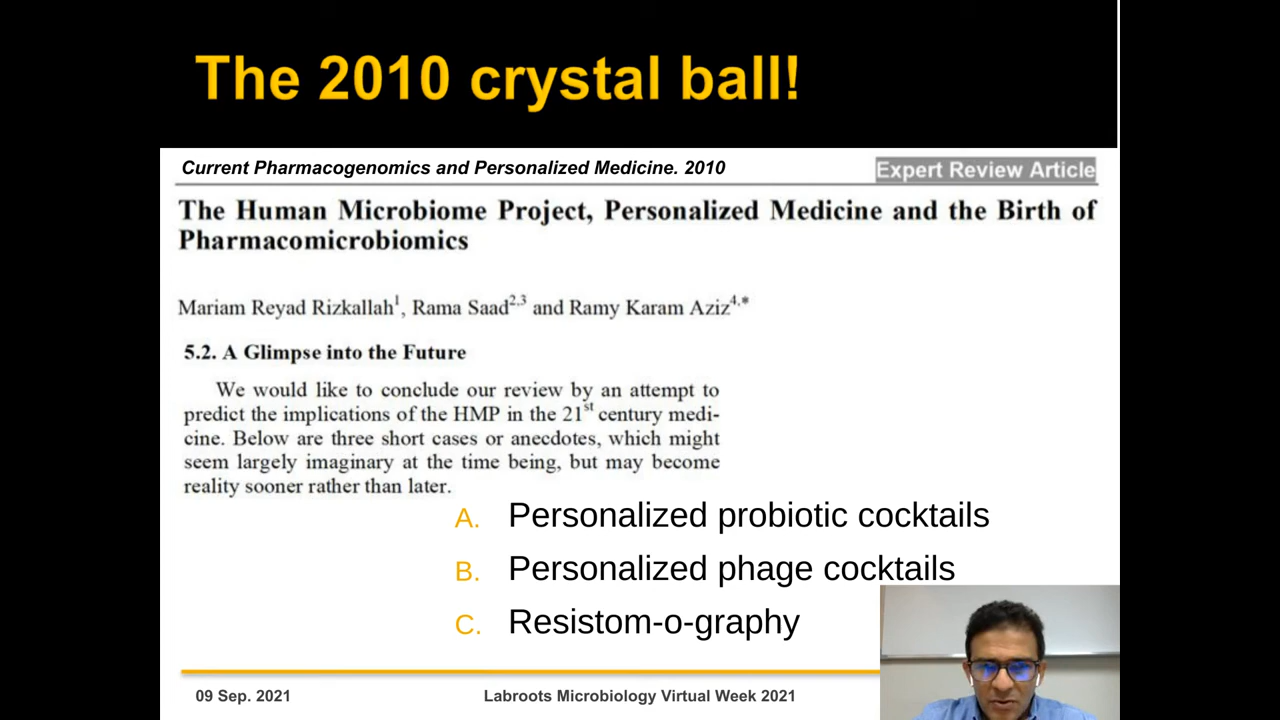 The 2010 crystal ball!
Current Pharmacogenomics and Personalized Medicine. 2010
Expert Review Article
The Human Microbiome Project, Personalized Medicine and the Birth of
Pharmacomicrobiomics
Mariam Reyad Rizkallah1, Rama Saad2,3 and Ramy Karam Aziz4,*
5.2. A Glimpse into the Future
We would like to conclude our review by an attempt to
predict the implications of the HMP in the 21st century medi-
cine. Below are three short cases or anecdotes, which might
seem largely imaginary at the time being, but may become
reality sooner rather than later.
A. Personalized probiotic cocktails
B. Personalized phage cocktails
C. Resistom-o-graphy
09 Sep. 2021
Labroots Microbiology Virtual Week 2021